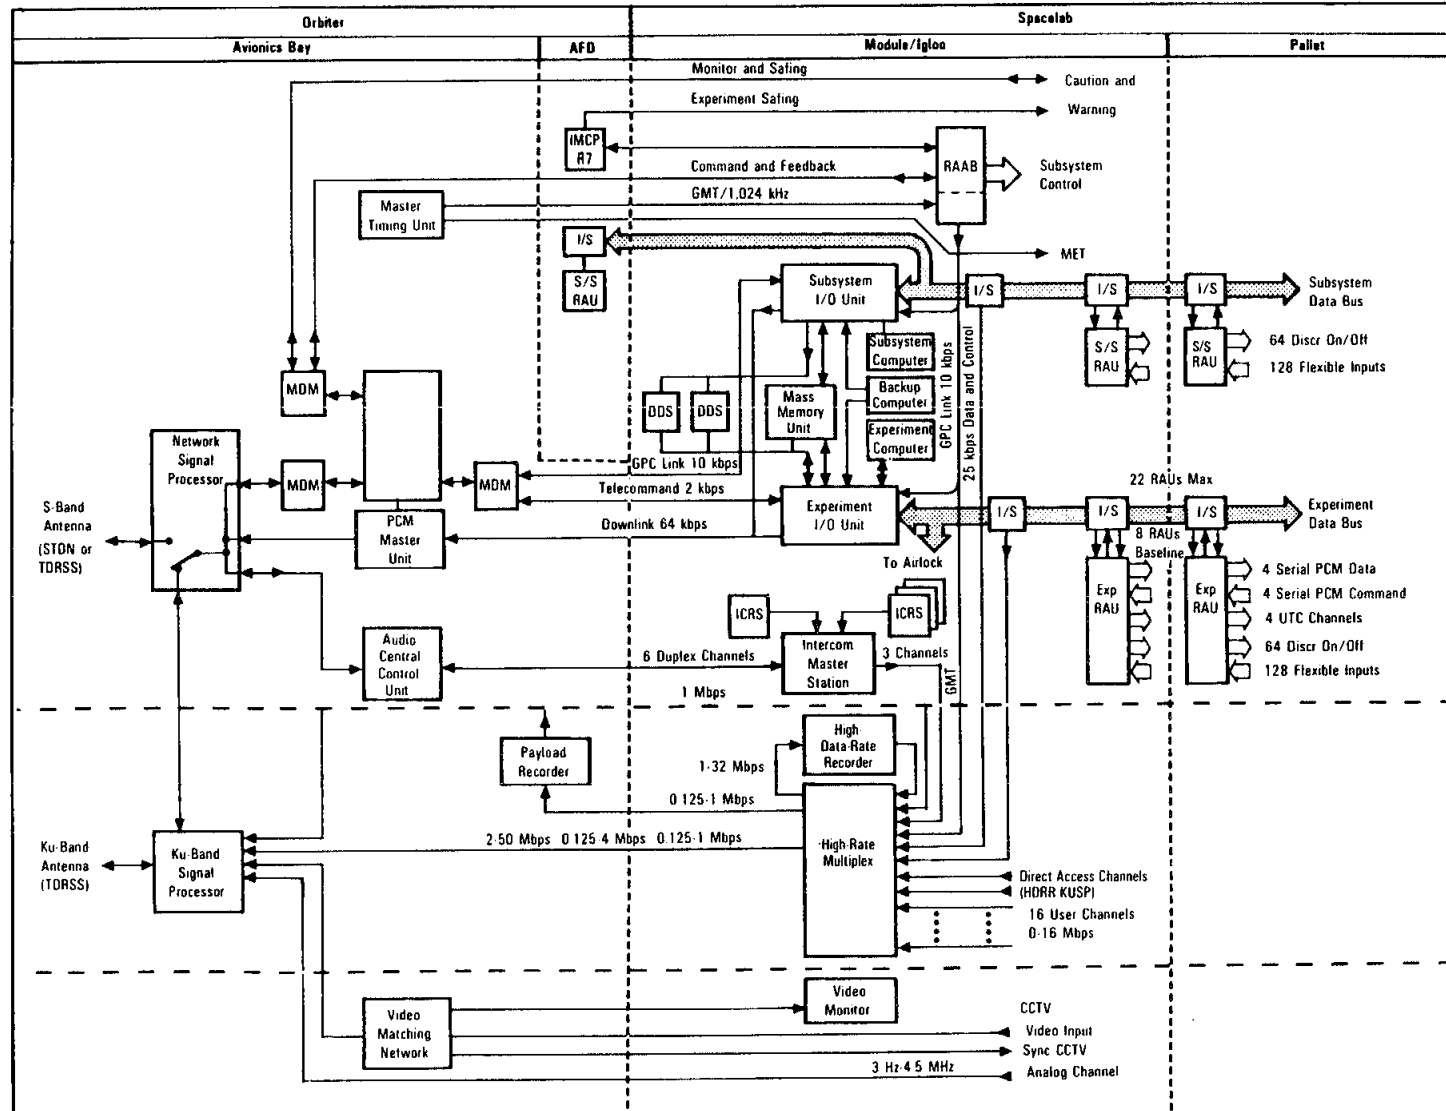 Orbiter
Spacelab
Avionics Bay
AFD
Module/Igloo
Pallet
Monitor and Safing
Caution and
Experiment Safing
Warning
IMCP
R7
RAAB
Subsystem
Control
Command and Feedback
GMT/1.024 kHz
Master
Timing Unit
I/S
MET
S/S
RAU
Subsystem
I/O Unit
I/S
I/S
I/S
Subsystem
Data Bus
Subsystem
Computer
S/S
RAU
S/S
RAU
64 Discr On/Off
128 Flexible Inputs
MDM
DDS
DDS
Mass
Memory
Unit
Backup
Computer
Experiment
Computer
GPC Link 10 kbps
25 kbps Data and Control
Network
Signal
Processor
MDM
MDM
GPC Link 10 kbps
Telecommand 2 kbps
22 RAUs Max
S-Band
Antenna
(STDN or
TDRSS)
PCM
Master
Unit
Downlink 64 kbps
Experiment
I/O Unit
I/S
I/S
I/S
Experiment
Data Bus
8 RAUs
Baseline
To Airlock
Exp
RAU
Exp
RAU
4 Serial PCM Data
4 Serial PCM Command
4 UTC Channels
64 Discr On/Off
128 Flexible Inputs
ICRS
ICRS
Audio
Central
Control
Unit
6 Duplex Channels
Intercom
Master
Station
3 Channels
GMT
1 Mbps
Payload
Recorder
High-
Data-Rate
Recorder
1-32 Mbps
0.125-1 Mbps
2-50 Mbps 0.125-4 Mbps 0.125-1 Mbps
High-Rate
Multiplex
Ku-Band
Antenna
(TDRSS)
Ku-Band
Signal
Processor
Direct Access Channels
(HDRR KUSP)
16 User Channels
0-16 Mbps
Video
Matching
Network
Video
Monitor
CCTV
Video Input
Sync CCTV
3 Hz-4.5 MHz
Analog Channel